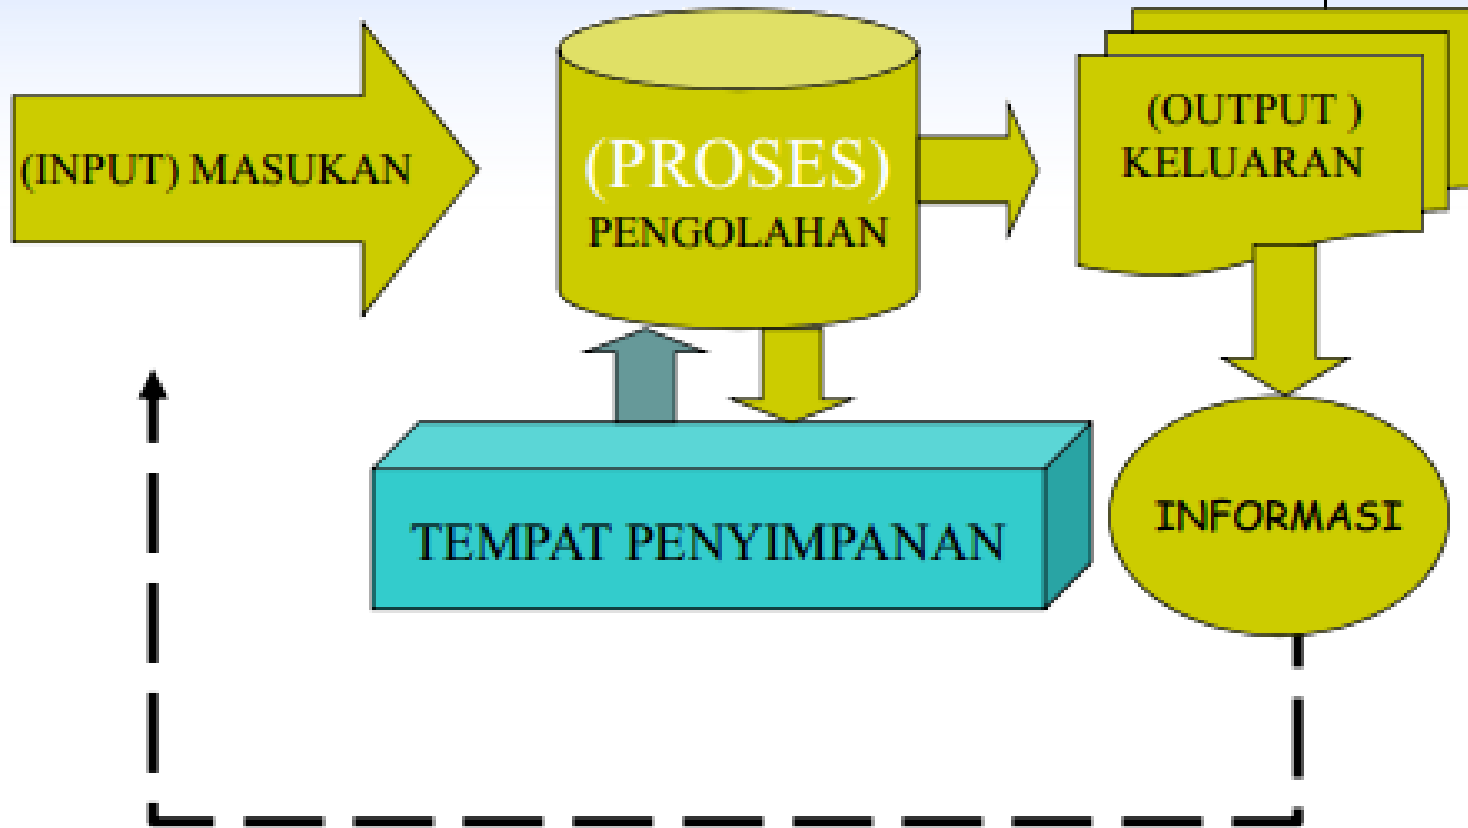 (INPUT) MASUKAN
(PROSES)
PENGOLAHAN
(OUTPUT )
KELUARAN
TEMPAT PENYIMPANAN
INFORMASI